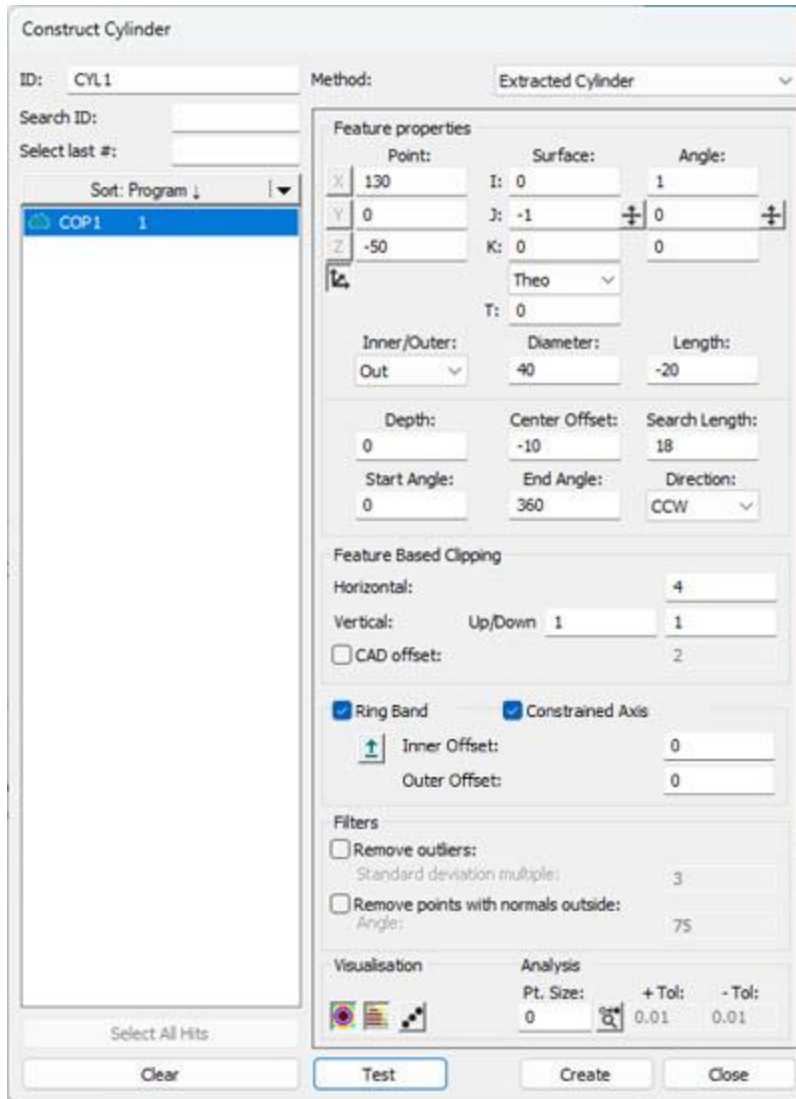 Construct Cylinder
ID: CYL1 Method: Extracted Cylinder
Search ID:
Select last #:
Sort: Program ↓
COP1 1
Select All Hits
Feature properties
Point: Surface: Angle:
X 130 I: 0 1
Y 0 J: -1 0
Z -50 K: 0 0
Theo
T: 0
Inner/Outer: Diameter: Length:
Out 40 -20
Depth: Center Offset: Search Length:
0 -10 18
Start Angle: End Angle: Direction:
0 360 CCW
Feature Based Clipping
Horizontal: 4
Vertical: Up/Down 1 1
CAD offset: 2
Ring Band Constrained Axis
Inner Offset: 0
Outer Offset: 0
Filters
Remove outliers:
Standard deviation multiple: 3
Remove points with normals outside:
Angle: 75
Visualisation Analysis
Pt. Size: + Tol: - Tol:
0 0.01 0.01
Clear Test Create Close